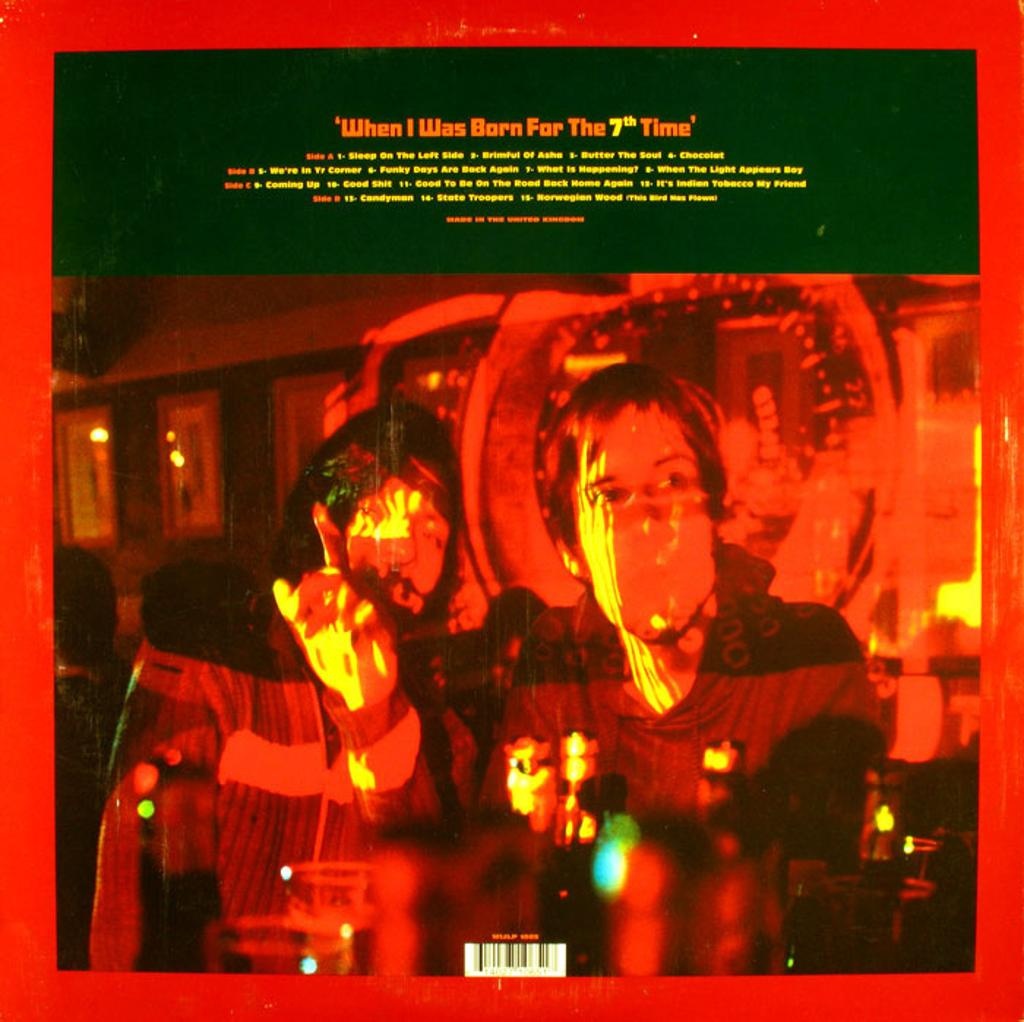 'When I Was Born For The 7th Time'
Side A 1- Sleep On The Left Side 2- Brimful Of Asha 3- Butter The Soul 4- Chocolat
Side B 5- We're In Yr Corner 6- Funky Days Are Back Again 7- What Is Happening? 8- When The Light Appears Boy
Side C 9- Coming Up 10- Good Shit 11- Good To Be On The Road Back Home Again 12- It's Indian Tobacco My Friend
Side D 13- Candyman 14- State Troopers 15- Norwegian Wood (This Bird Has Flown)
MADE IN THE UNITED KINGDOM